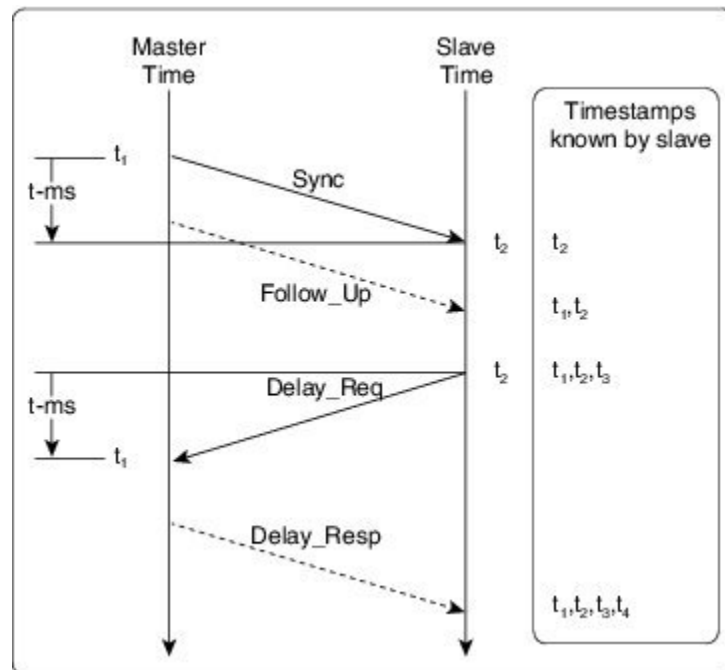 Master
Time
Slave
Time
Timestamps
known by slave
t₁
t-ms
Sync
t₂
t₂
Follow_Up
t₁,t₂
t₂
t₁,t₂,t₃
Delay_Req
t-ms
t₁
Delay_Resp
t₁,t₂,t₃,t₄